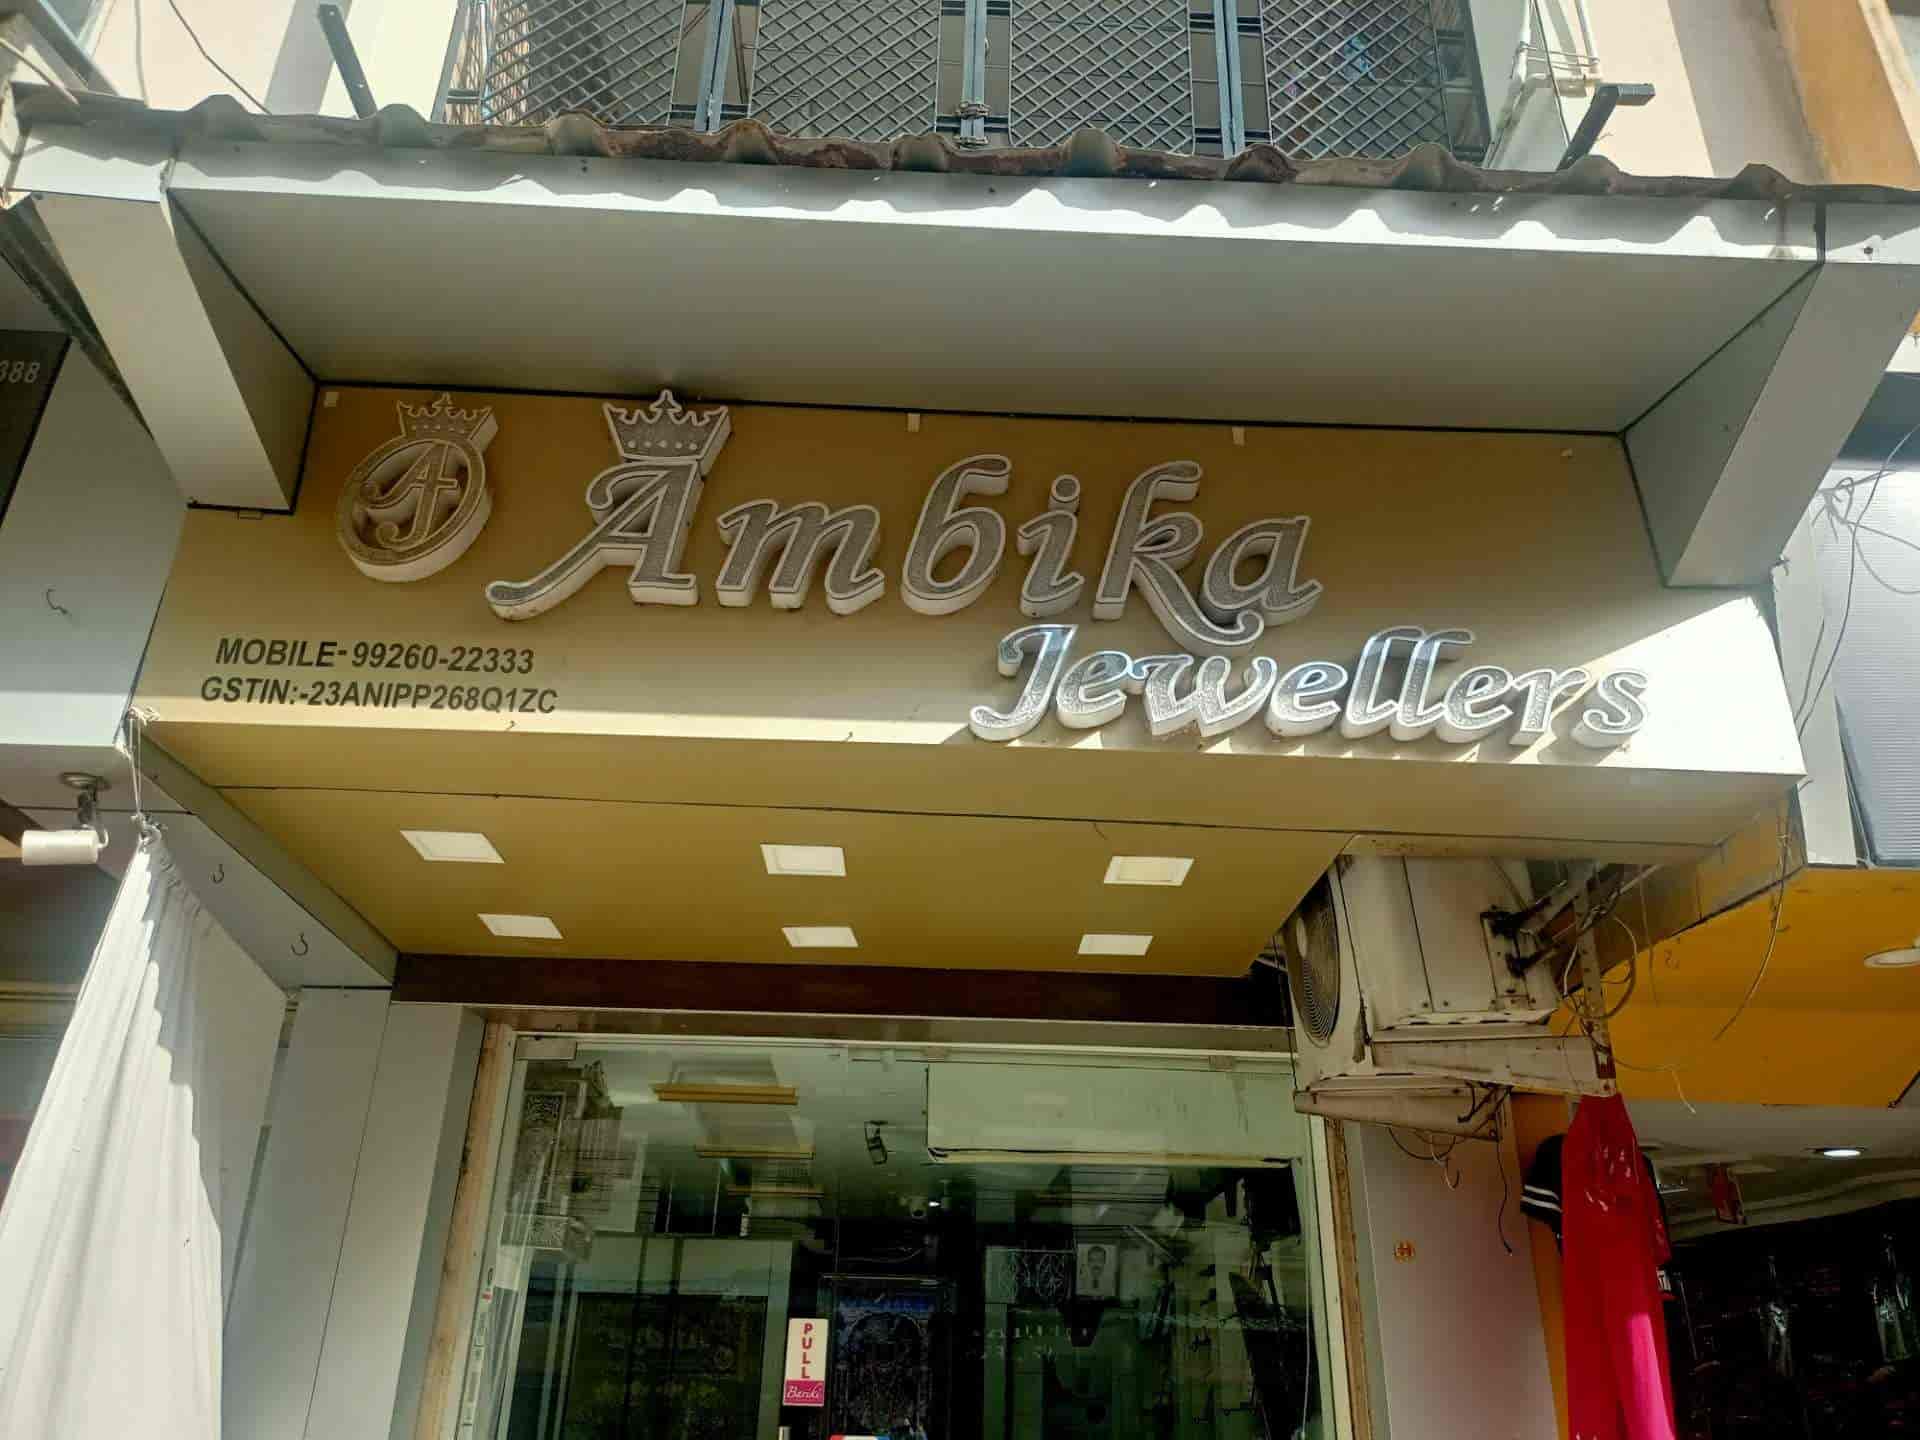 388
AJ
Ambika
Jewellers
MOBILE-99260-22333
GSTIN:-23ANIPP268Q1ZC
PULL